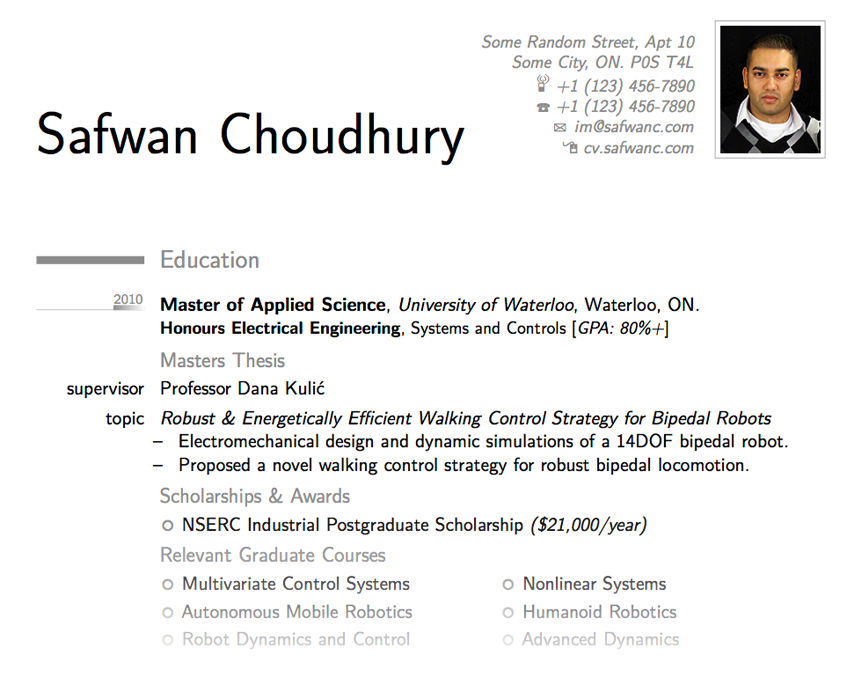 Some Random Street, Apt 10
Some City, ON. P0S T4L
+1 (123) 456-7890
+1 (123) 456-7890
im@safwanc.com
cv.safwanc.com
Safwan Choudhury
Education
2010 Master of Applied Science, University of Waterloo, Waterloo, ON.
Honours Electrical Engineering, Systems and Controls [GPA: 80%+]
Masters Thesis
supervisor Professor Dana Kulić
topic Robust & Energetically Efficient Walking Control Strategy for Bipedal Robots
– Electromechanical design and dynamic simulations of a 14DOF bipedal robot.
– Proposed a novel walking control strategy for robust bipedal locomotion.
Scholarships & Awards
NSERC Industrial Postgraduate Scholarship ($21,000/year)
Relevant Graduate Courses
Multivariate Control Systems Nonlinear Systems
Autonomous Mobile Robotics Humanoid Robotics
Robot Dynamics and Control Advanced Dynamics